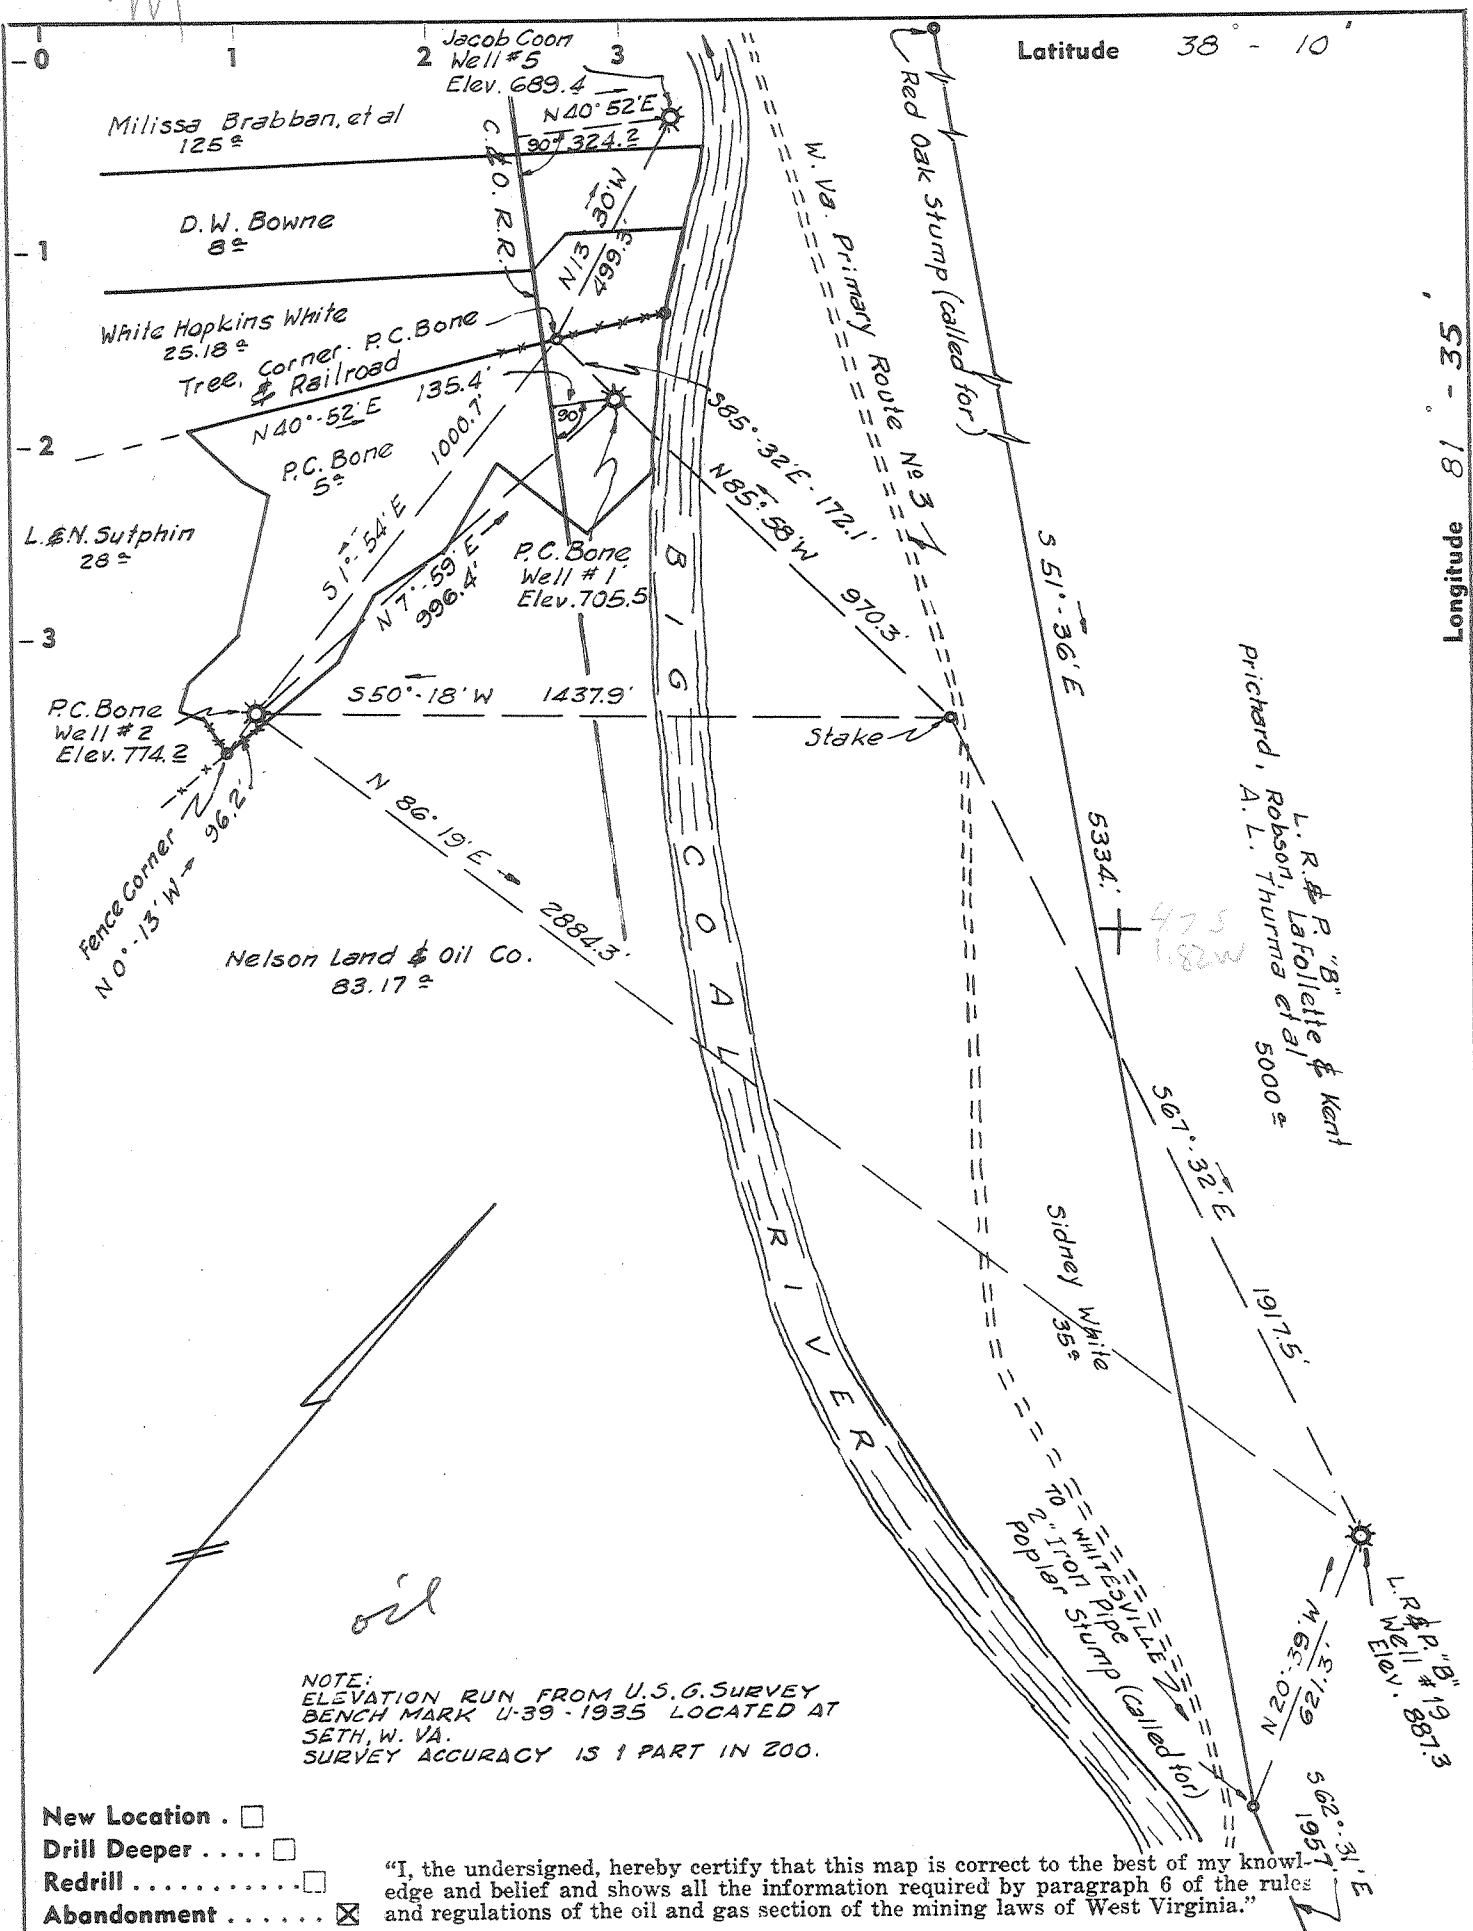 0 1 2 3
Latitude 38° - 10'
Jacob Coon
Well #5
Elev. 689.4
N40°52'E
90° 324.2
Milissa Brabban, et al
125 a
C. & O. R.R.
Red Oak Stump (called for)
W. Va. Primary Route No 3
N13 30'W
499.3'
D.W. Bowne
8 a
- 1
White Hopkins White
25.18 a
Tree, Corner - P.C. Bone
& Railroad
N40°-52'E
135.4'
90°
S85°-32'E - 172.1'
N85°-58'W 970.3'
Longitude 81° - 35'
- 2
P.C. Bone
5 a
1000.7'
S1°-54'E
L.&N. Sutphin
28 a
N7°-59'E
996.4'
P.C. Bone
Well #1
Elev. 705.5
S51°-36'E 5334.'
- 3
P.C. Bone
Well #2
Elev. 774.2
S50°-18'W 1437.9'
Stake
Fence Corner
N0°-13'W 96.2'
N 86°19'E 2884.3'
Nelson Land & Oil Co.
83.17 a
BIG COAL RIVER
L. R. & P. "B"
Prichard, Robson, LaFollette & Kent
A. L. Thurma et al
5000 a
4.7 S
1.82 W
S67°-32'E 1917.5'
Sidney White
35 a
TO WHITESVILLE
2" Iron Pipe
Poplar Stump (called for)
N20°-39'W
621.3'
L.R.&P. "B"
Well #19
Elev. 887.3
S62°-31'E
1957.'
oil
NOTE:
ELEVATION RUN FROM U.S.G. SURVEY
BENCH MARK U-39-1935 LOCATED AT
SETH, W. VA.
SURVEY ACCURACY IS 1 PART IN 200.
New Location . ☐
Drill Deeper .... ☐
Redrill ............ ☐
Abandonment ...... ☒
"I, the undersigned, hereby certify that this map is correct to the best of my knowl-
edge and belief and shows all the information required by paragraph 6 of the rules
and regulations of the oil and gas section of the mining laws of West Virginia."